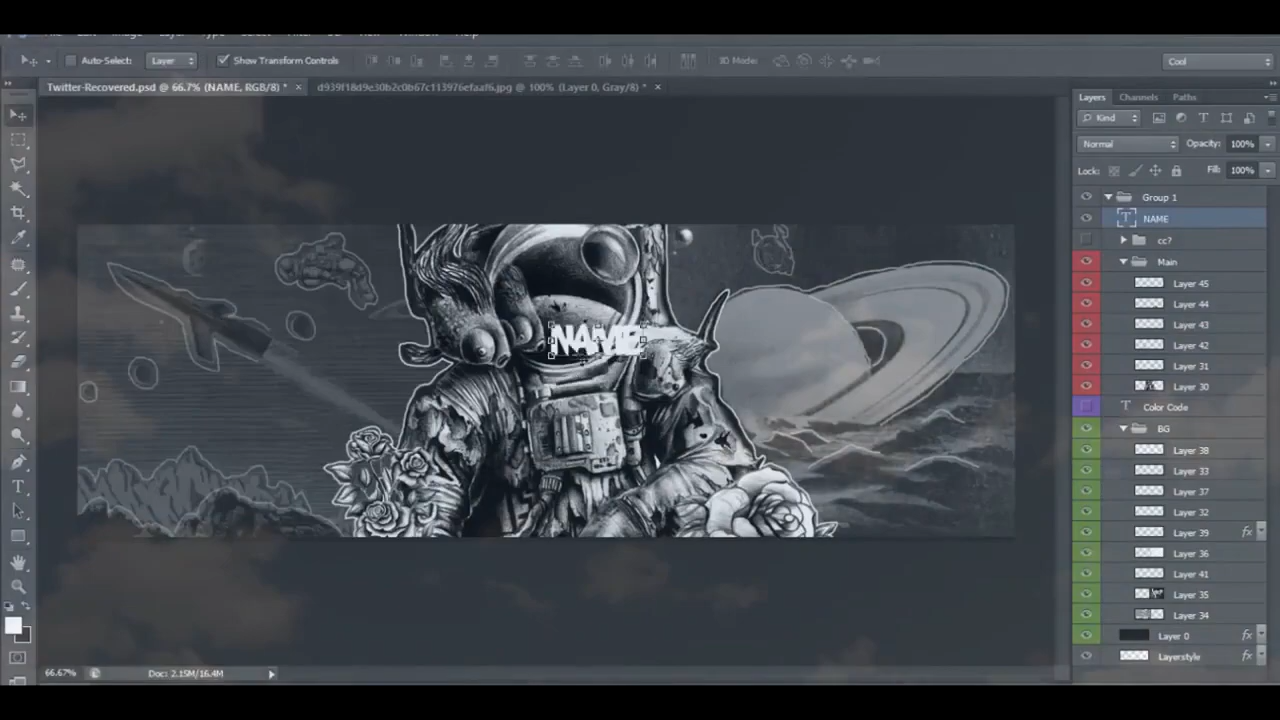 Auto-Select:
Layer
Show Transform Controls
3D Mode:
Cool
Twitter-Recovered.psd @ 66.7% (NAME, RGB/8) *
d939f18d9e30b2c0b67c113976efaaf6.jpg @ 100% (Layer 0, Gray/8) *
Layers
Channels
Paths
Kind
Normal
Opacity: 100%
Lock:
Fill: 100%
Group 1
NAME
cc?
Main
Layer 45
Layer 44
Layer 43
Layer 42
Layer 31
Layer 30
Color Code
BG
Layer 38
Layer 33
Layer 37
Layer 32
Layer 39
fx
Layer 36
Layer 41
Layer 35
Layer 34
Layer 0
fx
Layerstyle
fx
NAME
66.67%
Doc: 2.15M/16.4M